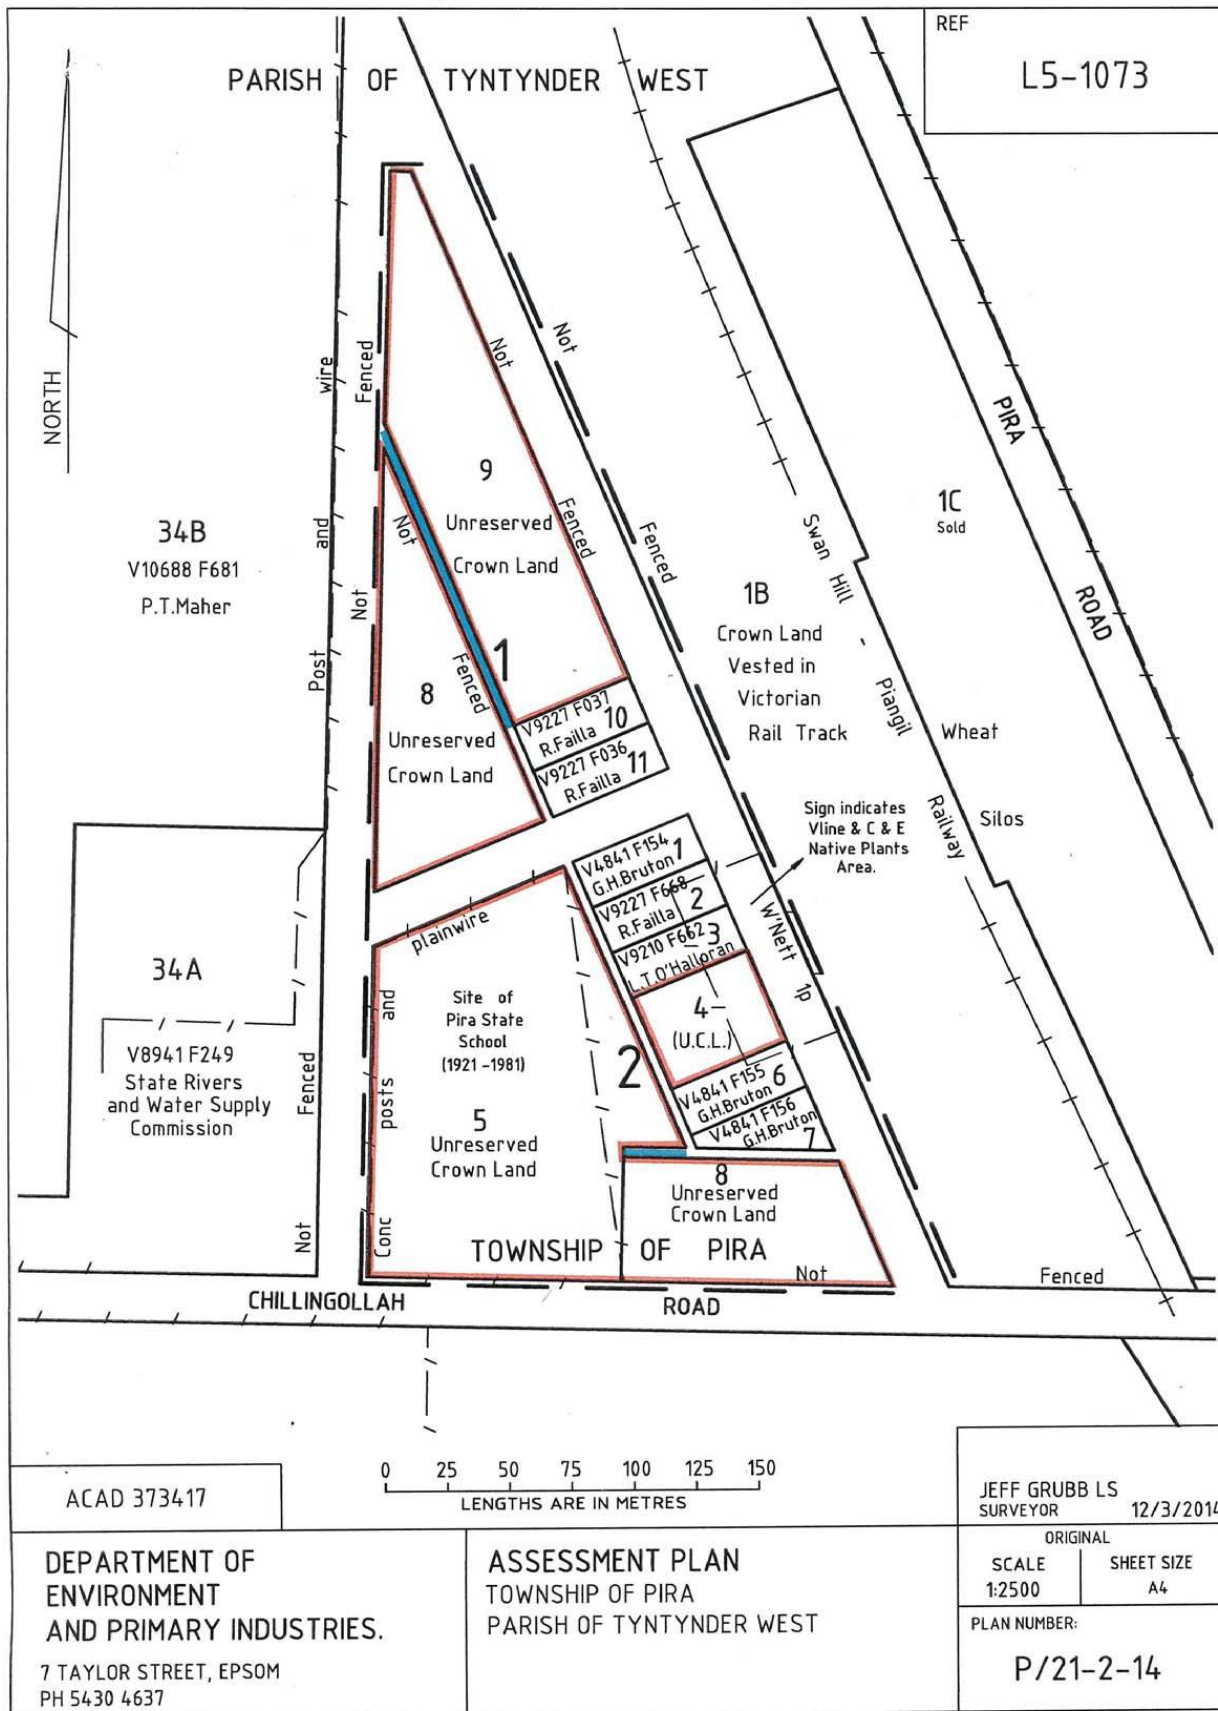 REF
L5-1073
PARISH OF TYNTYNDER WEST
NORTH
Post and wire
Not Fenced
Not Fenced
Not Fenced
Not Fenced
34B
V10688 F681
P.T.Maher
9
Unreserved
Crown Land
1
8
Unreserved
Crown Land
V9227 F037
R.Failla 10
V9227 F036
R.Failla 11
1B
Crown Land
Vested in
Victorian
Rail Track
Swan Hill - Piangil Railway
1C
Sold
PIRA ROAD
Wheat
Silos
Sign indicates
Vline & C & E
Native Plants
Area.
W'Nett 1p
V4841 F154
G.H.Bruton 1
V9227 F668
R.Failla 2
V9210 F662
L.T.O'Halloran 3
4
(U.C.L.)
V4841 F155
G.H.Bruton 6
V4841 F156
G.H.Bruton 7
plainwire
Conc posts and
Site of
Pira State
School
(1921 -1981)
2
5
Unreserved
Crown Land
8
Unreserved
Crown Land
34A
V8941 F249
State Rivers
and Water Supply
Commission
Not Fenced
TOWNSHIP OF PIRA
Not Fenced
CHILLINGOLLAH ROAD
0 25 50 75 100 125 150
LENGTHS ARE IN METRES
ACAD 373417
JEFF GRUBB LS
SURVEYOR 12/3/2014
ORIGINAL
SCALE
1:2500
SHEET SIZE
A4
PLAN NUMBER:
P/21-2-14
DEPARTMENT OF
ENVIRONMENT
AND PRIMARY INDUSTRIES.
7 TAYLOR STREET, EPSOM
PH 5430 4637
ASSESSMENT PLAN
TOWNSHIP OF PIRA
PARISH OF TYNTYNDER WEST